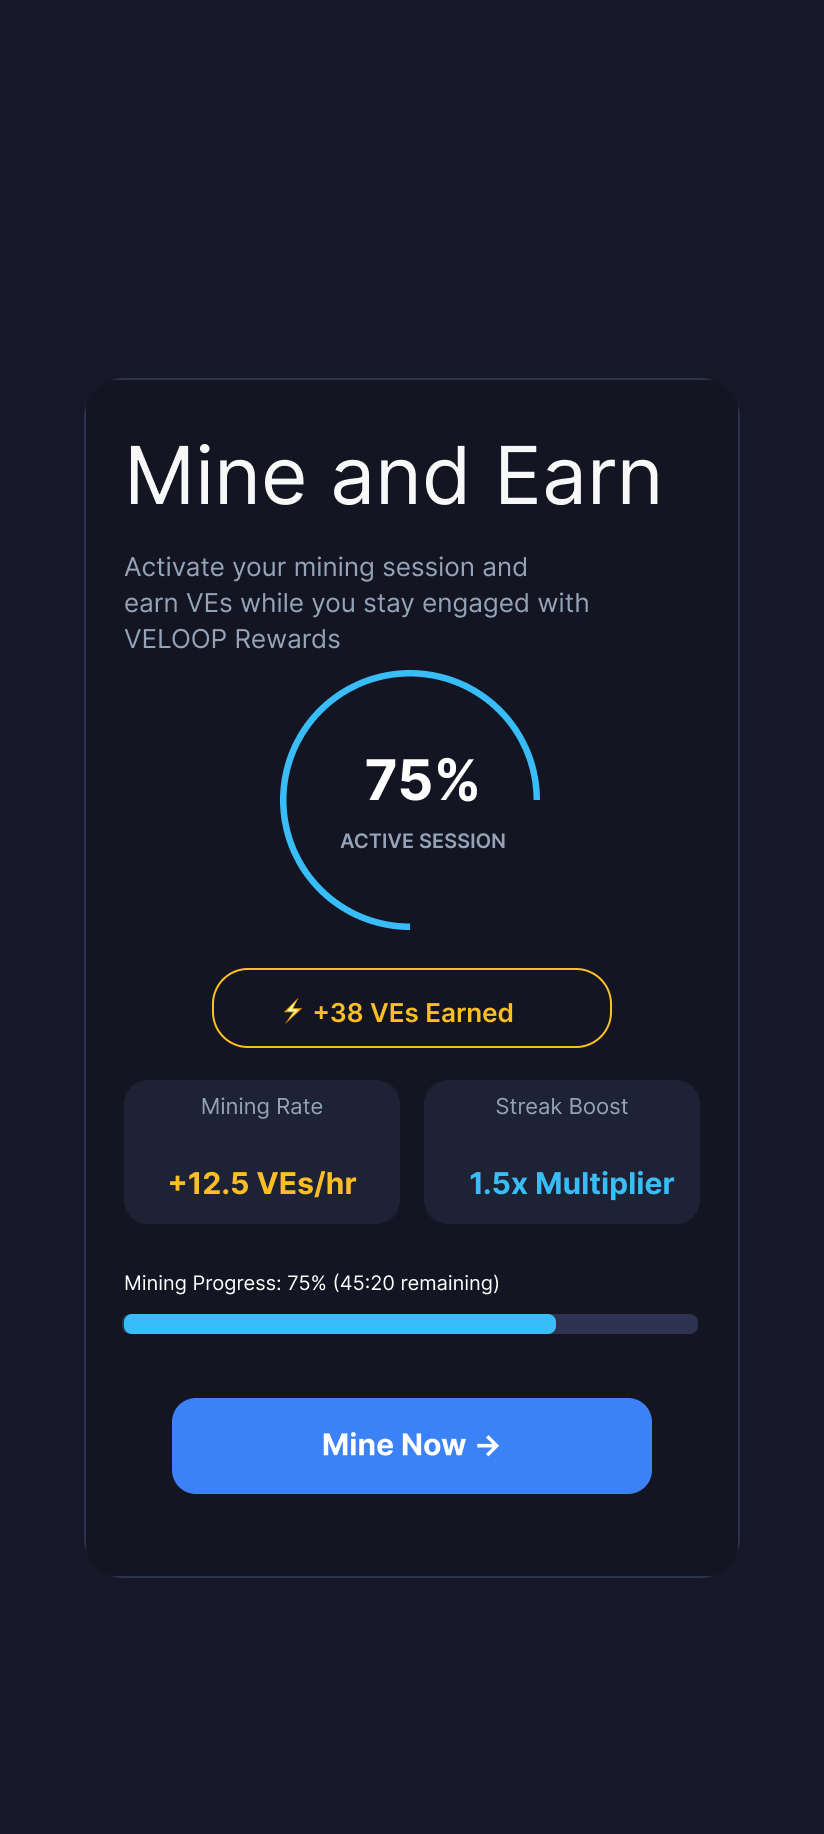 Mine and Earn
Activate your mining session and
earn VEs while you stay engaged with
VELOOP Rewards
75%
ACTIVE SESSION
⚡ +38 VEs Earned
Mining Rate
+12.5 VEs/hr
Streak Boost
1.5x Multiplier
Mining Progress: 75% (45:20 remaining)
Mine Now →